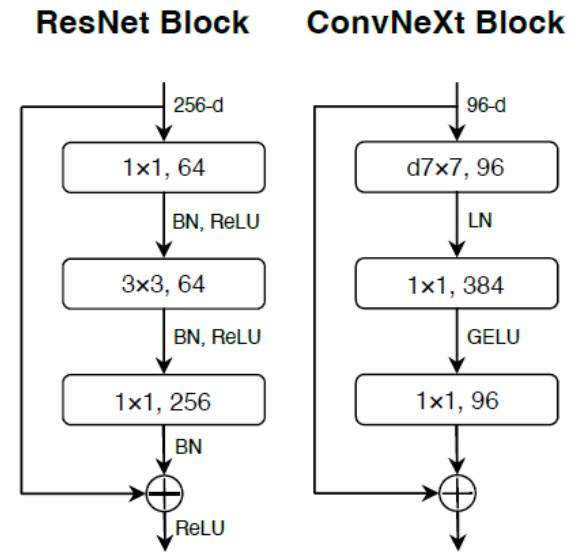 ResNet Block
256-d
1×1, 64
BN, ReLU
3×3, 64
BN, ReLU
1×1, 256
BN
ReLU
ConvNeXt Block
96-d
d7×7, 96
LN
1×1, 384
GELU
1×1, 96